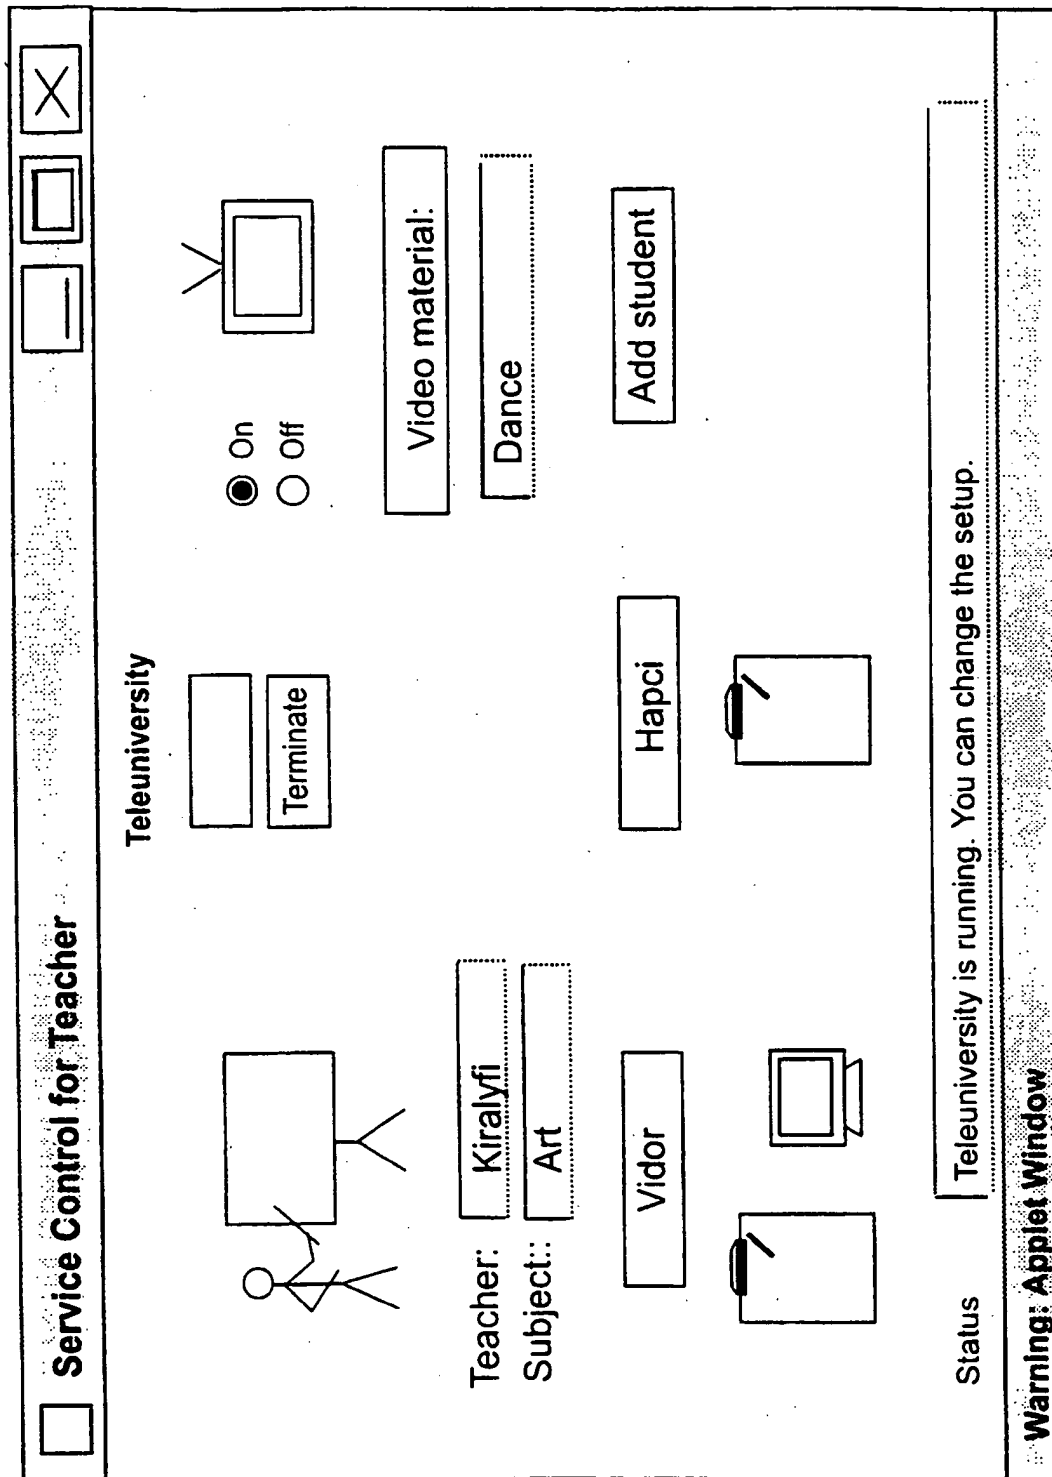 Service Control for Teacher
Teleuniversity
Terminate
On
Off
Video material:
Dance
Teacher: Kiralyfi
Subject:: Art
Vidor
Hapci
Add student
Status Teleuniversity is running. You can change the setup.
Warning: Applet Window